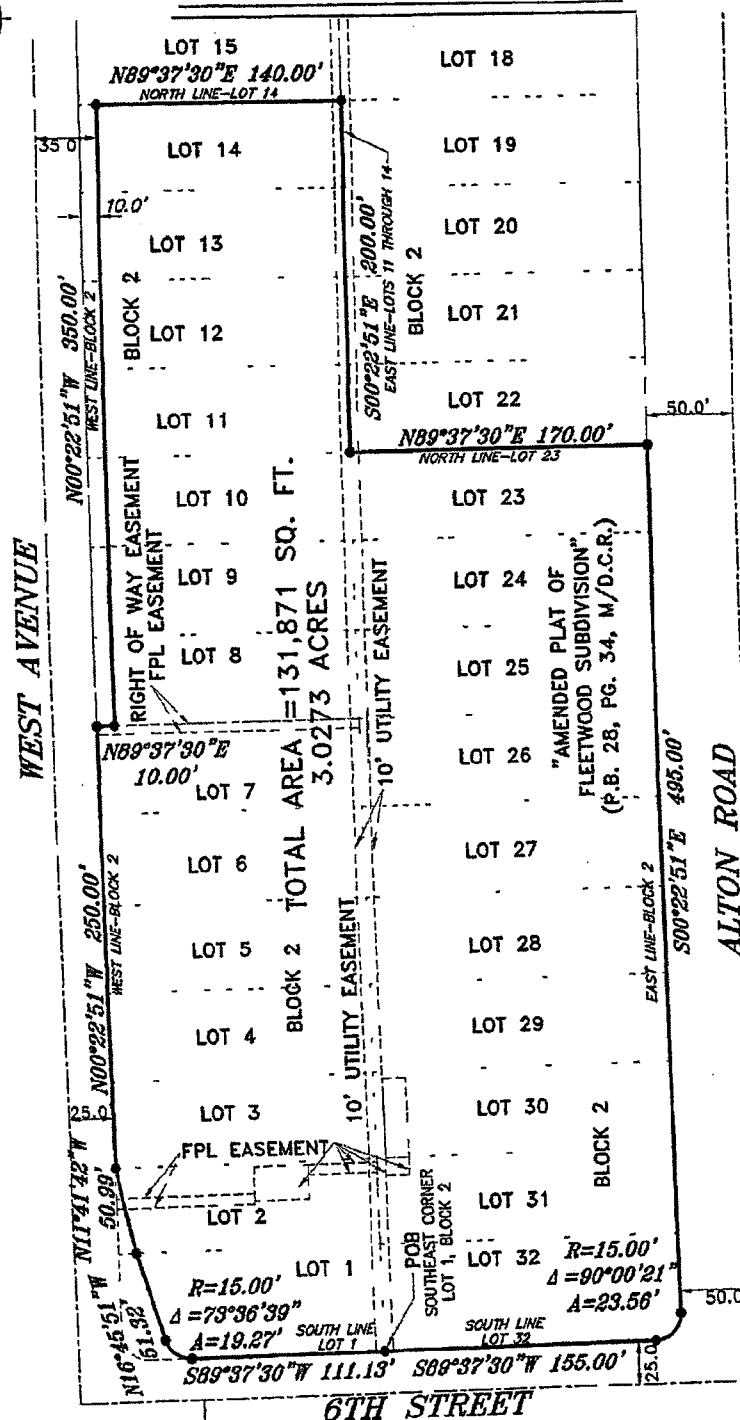 LOT 15
N89°37'30"E 140.00'
NORTH LINE-LOT 14
LOT 18
35.0
LOT 14
LOT 19
10.0'
LOT 13
LOT 20
S00°22'51"E 200.00'
EAST LINE-LOTS 11 THROUGH 14
BLOCK 2
BLOCK 2
N00°22'51"W 350.00'
WEST LINE-BLOCK 2
LOT 12
LOT 21
LOT 11
LOT 22
50.0'
N89°37'30"E 170.00'
NORTH LINE-LOT 23
LOT 10
LOT 23
RIGHT OF WAY EASEMENT
FPL EASEMENT
LOT 9
LOT 24
LOT 8
LOT 25
TOTAL AREA =131,871 SQ. FT.
3.0273 ACRES
10' UTILITY EASEMENT
"AMENDED PLAT OF
FLEETWOOD SUBDIVISION"
(P.B. 28, PG. 34, M/D.C.R.)
WEST AVENUE
N89°37'30"E
10.00'
LOT 7
LOT 26
LOT 6
LOT 27
S00°22'51"E 495.00'
EAST LINE-BLOCK 2
ALTON ROAD
N00°22'51"W 250.00'
WEST LINE-BLOCK 2
LOT 5
LOT 28
BLOCK 2
10' UTILITY EASEMENT
LOT 4
LOT 29
25.0
LOT 3
LOT 30
FPL EASEMENT
BLOCK 2
N11°41'42"W
50.99'
LOT 2
LOT 31
POB
SOUTHEAST CORNER
LOT 1, BLOCK 2
LOT 1
LOT 32
R=15.00'
Δ=90°00'21"
A=23.56'
50.0
N16°45'51"W
51.32
R=15.00'
Δ=73°36'39"
A=19.27'
SOUTH LINE
LOT 1
SOUTH LINE
LOT 32
S89°37'30"W 111.13'
S89°37'30"W 155.00'
25.0
6TH STREET